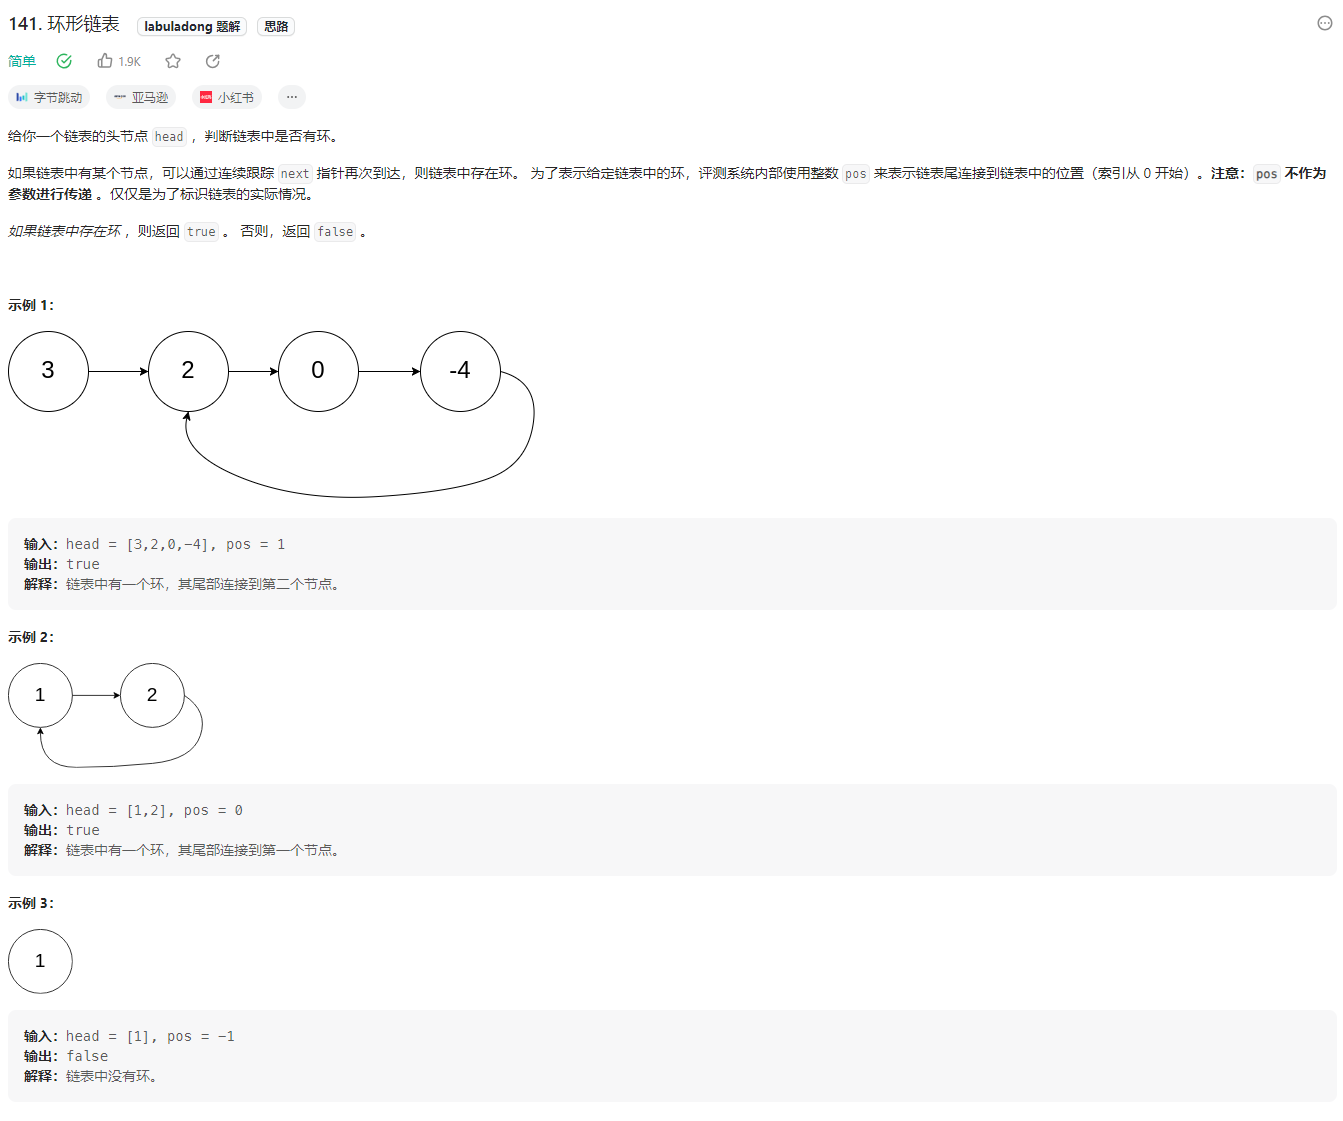 141. 环形链表 labuladong 题解 思路
简单 1.9K
字节跳动 亚马逊 小红书 ···
给你一个链表的头节点 head ，判断链表中是否有环。
如果链表中有某个节点，可以通过连续跟踪 next 指针再次到达，则链表中存在环。 为了表示给定链表中的环，评测系统内部使用整数 pos 来表示链表尾连接到链表中的位置（索引从 0 开始）。注意：pos 不作为
参数进行传递 。仅仅是为了标识链表的实际情况。
如果链表中存在环 ，则返回 true 。 否则，返回 false 。
示例 1：
3 2 0 -4
输入：head = [3,2,0,-4], pos = 1
输出：true
解释：链表中有一个环，其尾部连接到第二个节点。
示例 2：
1 2
输入：head = [1,2], pos = 0
输出：true
解释：链表中有一个环，其尾部连接到第一个节点。
示例 3：
1
输入：head = [1], pos = -1
输出：false
解释：链表中没有环。